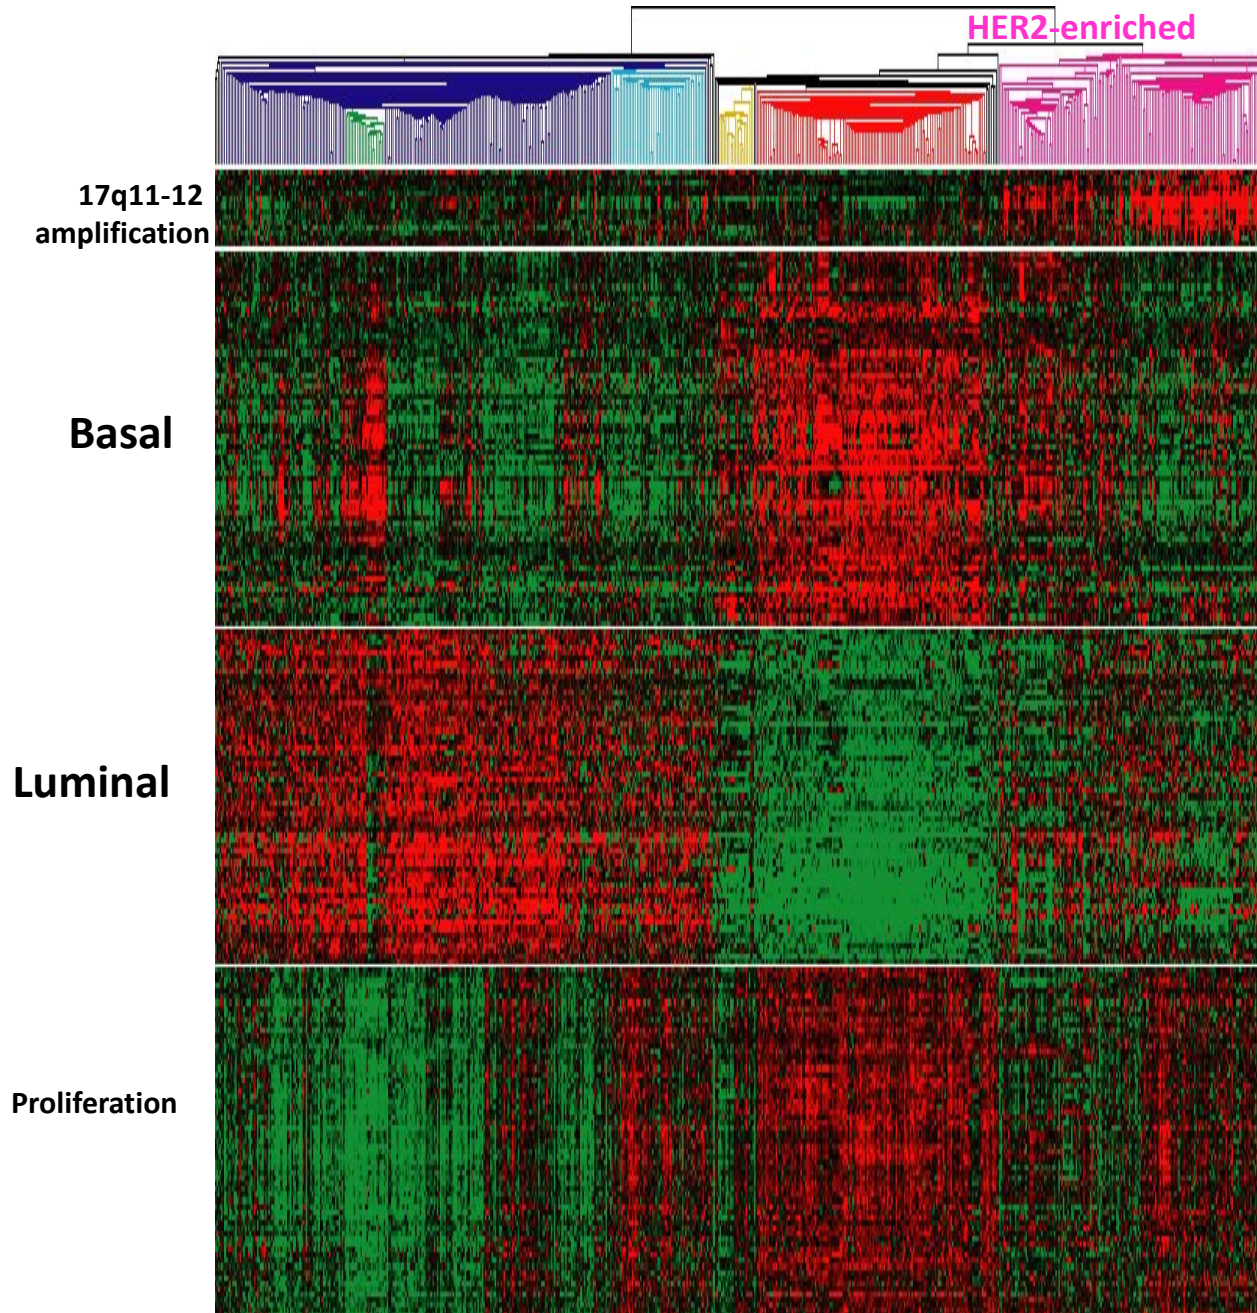 HER2-enriched
17q11-12
amplification
Basal
Luminal
Proliferation